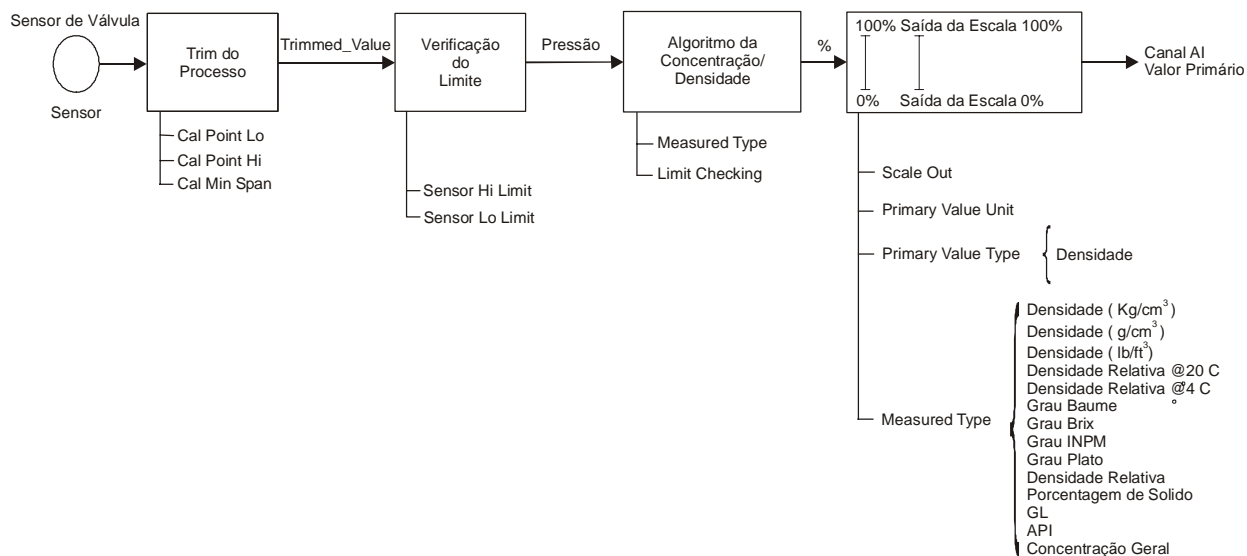 Sensor de Válvula
Sensor
Trim do
Processo
Cal Point Lo
Cal Point Hi
Cal Min Span
Trimmed_Value
Verificação
do
Limite
Sensor Hi Limit
Sensor Lo Limit
Pressão
Algoritmo da
Concentração/
Densidade
Measured Type
Limit Checking
%
100% Saída da Escala 100%
0% Saída da Escala 0%
Canal AI
Valor Primário
Scale Out
Primary Value Unit
Primary Value Type { Densidade
Measured Type
Densidade ( Kg/cm³)
Densidade ( g/cm³)
Densidade ( lb/ft³)
Densidade Relativa @20 C
Densidade Relativa @°4 C
Grau Baume °
Grau Brix
Grau INPM
Grau Plato
Densidade Relativa
Porcentagem de Solido
GL
API
Concentração Geral